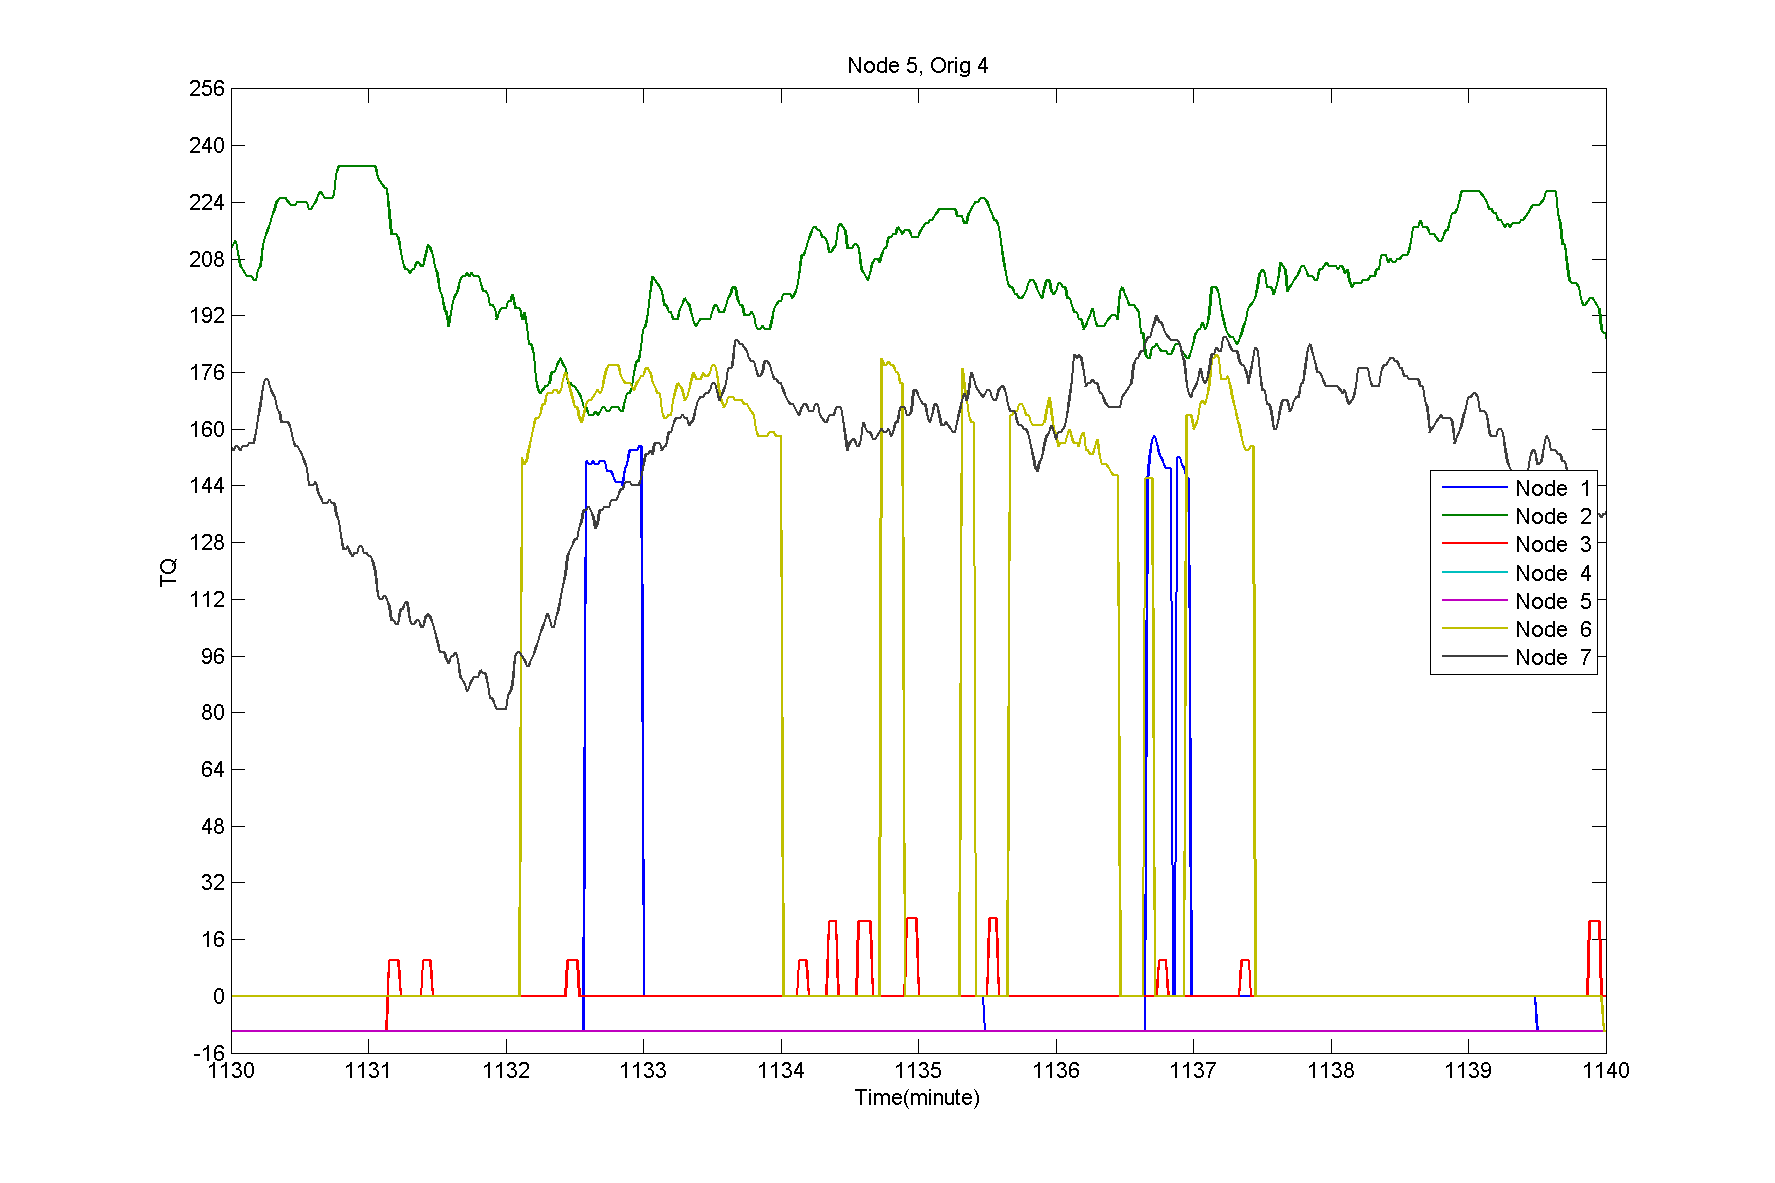 Node 5, Orig 4
256
240
224
208
192
176
160
144
128
112
96
80
64
48
32
16
0
-16
TQ
Node 1
Node 2
Node 3
Node 4
Node 5
Node 6
Node 7
1130 1131 1132 1133 1134 1135 1136 1137 1138 1139 1140
Time(minute)